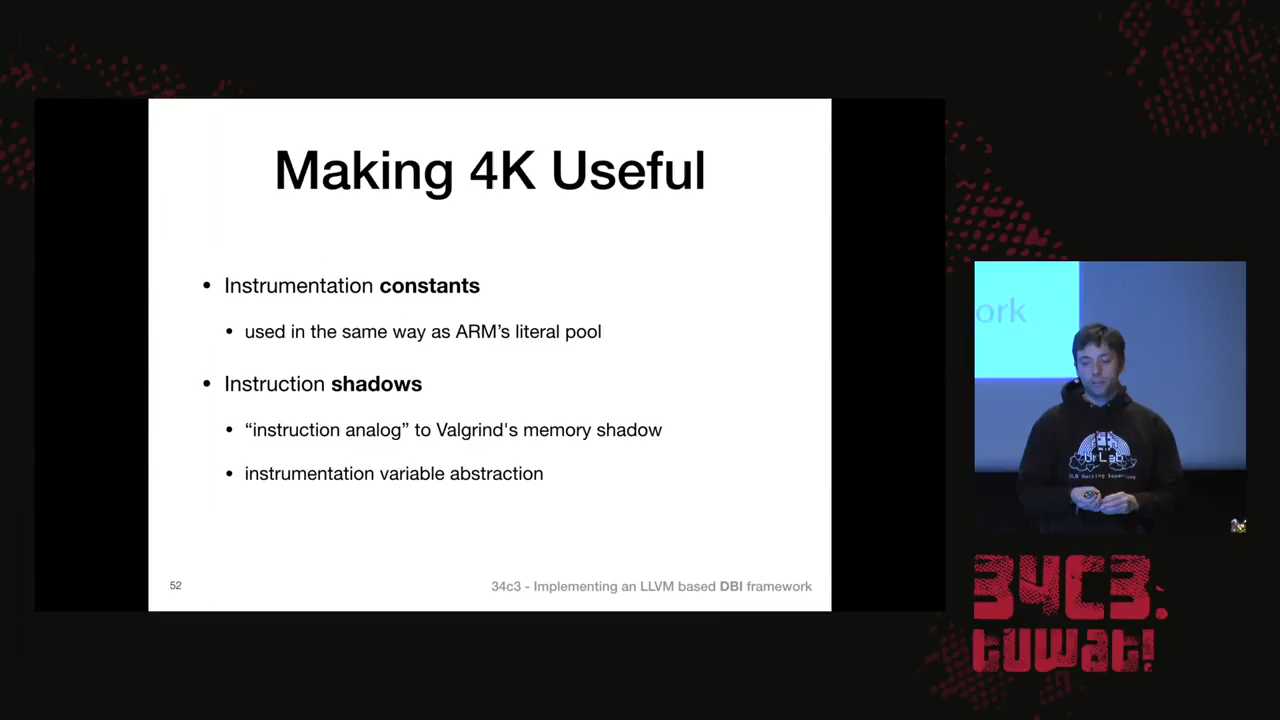 Making 4K Useful
• Instrumentation constants
• used in the same way as ARM’s literal pool
• Instruction shadows
• “instruction analog” to Valgrind's memory shadow
• instrumentation variable abstraction
52
34c3 - Implementing an LLVM based DBI framework
ork
UrLab
34C3.
tuwat!